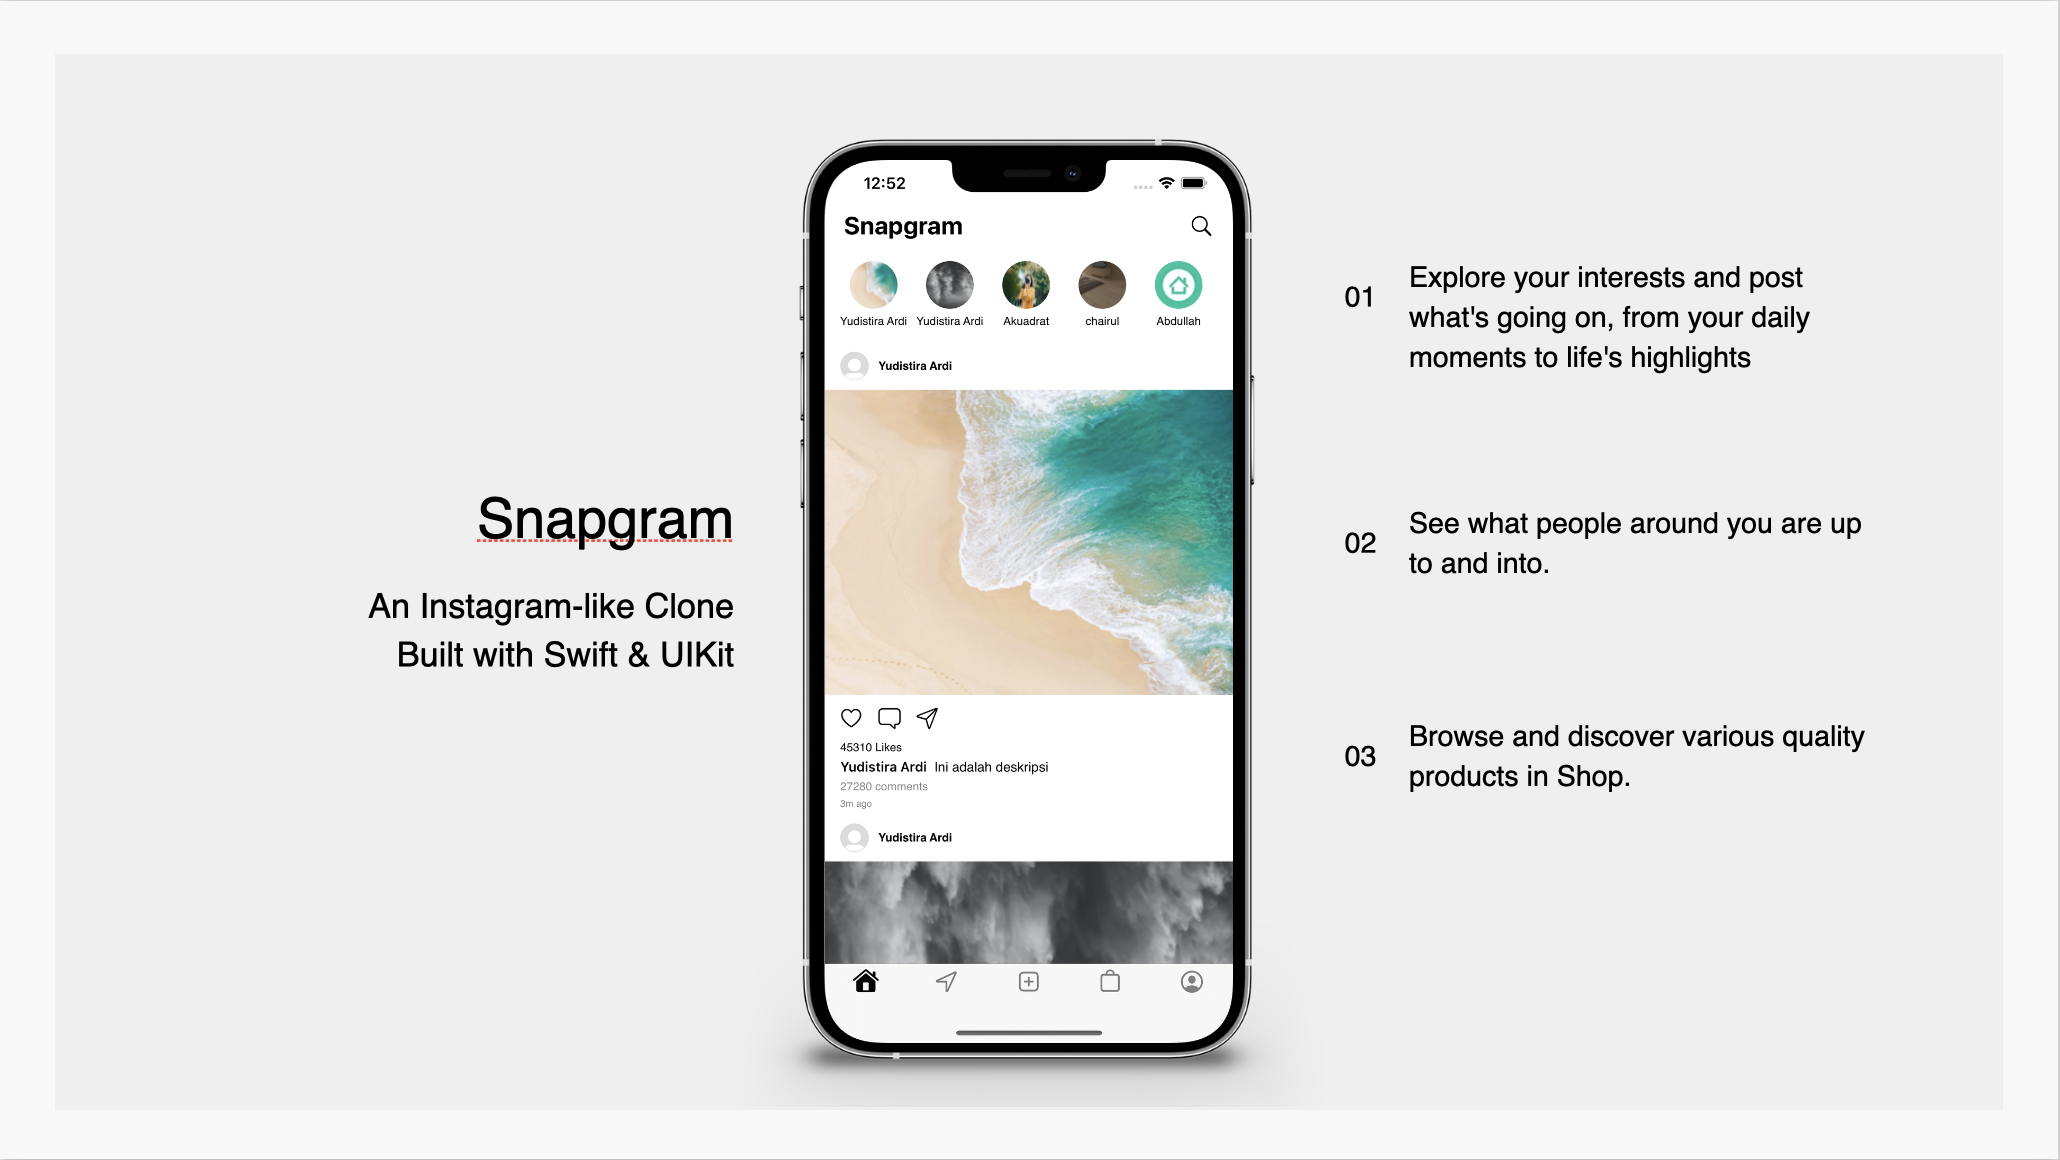 Snapgram
An Instagram-like Clone
Built with Swift & UIKit
12:52
Snapgram
Yudistira Ardi
Yudistira Ardi
Akuadrat
chairul
Abdullah
Yudistira Ardi
45310 Likes
Yudistira Ardi Ini adalah deskripsi
27280 comments
3m ago
Yudistira Ardi
01
Explore your interests and post
what's going on, from your daily
moments to life's highlights
02
See what people around you are up
to and into.
03
Browse and discover various quality
products in Shop.